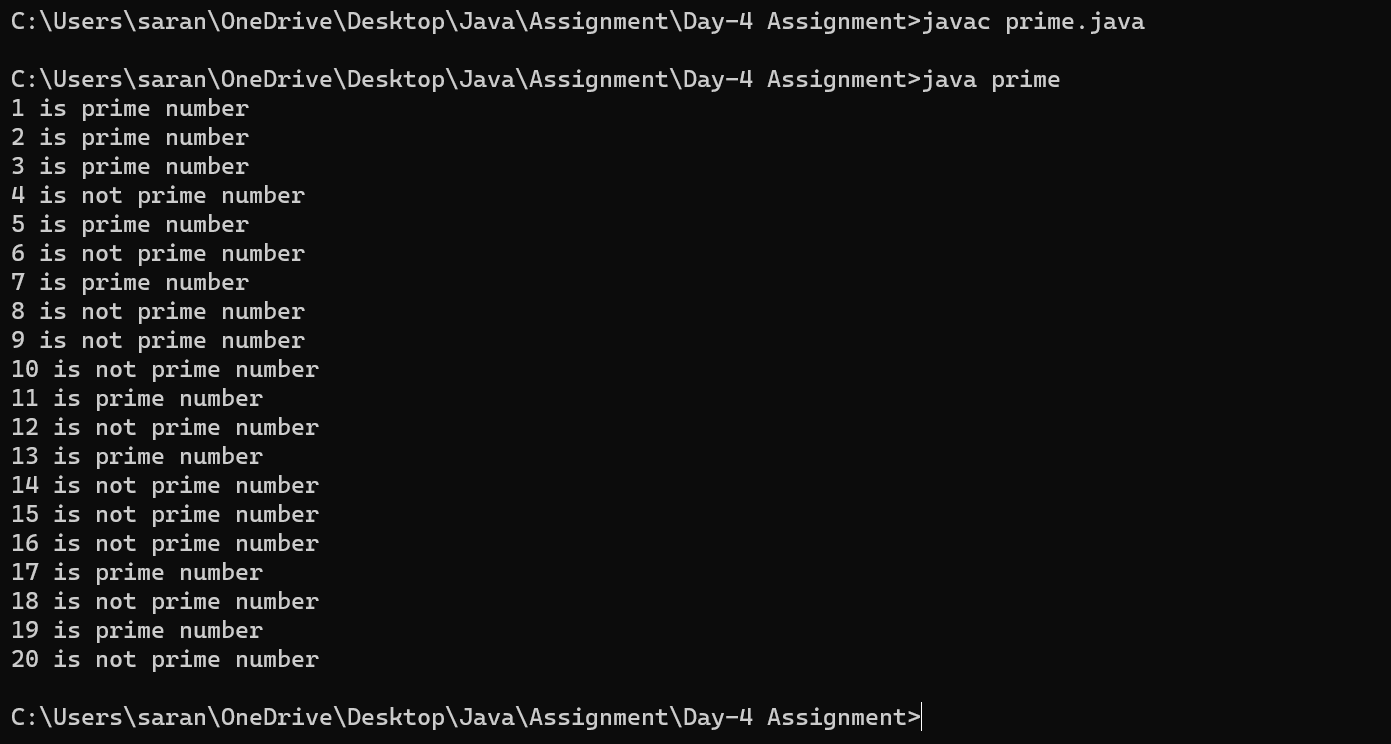 C:\Users\saran\OneDrive\Desktop\Java\Assignment\Day-4 Assignment>javac prime.java
C:\Users\saran\OneDrive\Desktop\Java\Assignment\Day-4 Assignment>java prime
1 is prime number
2 is prime number
3 is prime number
4 is not prime number
5 is prime number
6 is not prime number
7 is prime number
8 is not prime number
9 is not prime number
10 is not prime number
11 is prime number
12 is not prime number
13 is prime number
14 is not prime number
15 is not prime number
16 is not prime number
17 is prime number
18 is not prime number
19 is prime number
20 is not prime number
C:\Users\saran\OneDrive\Desktop\Java\Assignment\Day-4 Assignment>